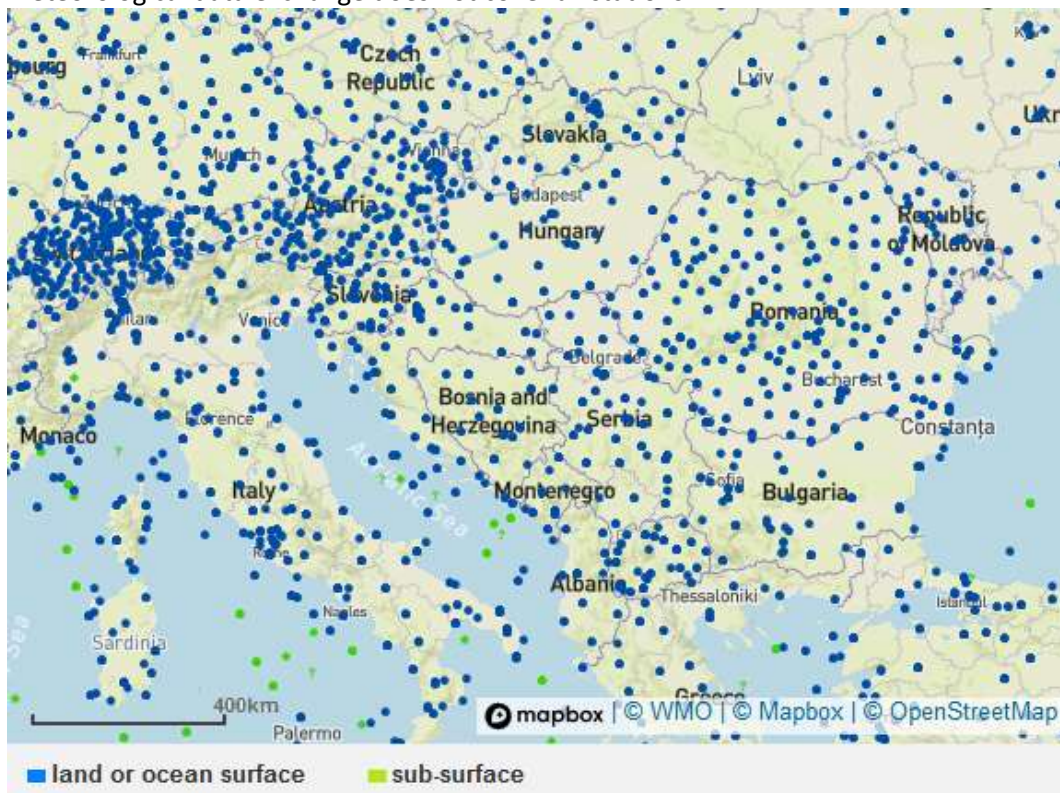 Frankfurt
Czech
Republic
Lviv
Slovakia
Munich
Vienna
Budapest
Austria
Hungary
Republic
of Moldova
Slovenia
Milan
Venice
Romania
Belgrade
Bucharest
Bosnia and
Herzegovina
Serbia
Florence
Monaco
Constanța
Adriatic Sea
Italy
Montenegro
Sofia
Bulgaria
Rome
Albania
Thessaloniki
Istanbul
Naples
Sardinia
Sea
Greece
400km
mapbox | © WMO | © Mapbox | © OpenStreetMap
Palermo
land or ocean surface
sub-surface